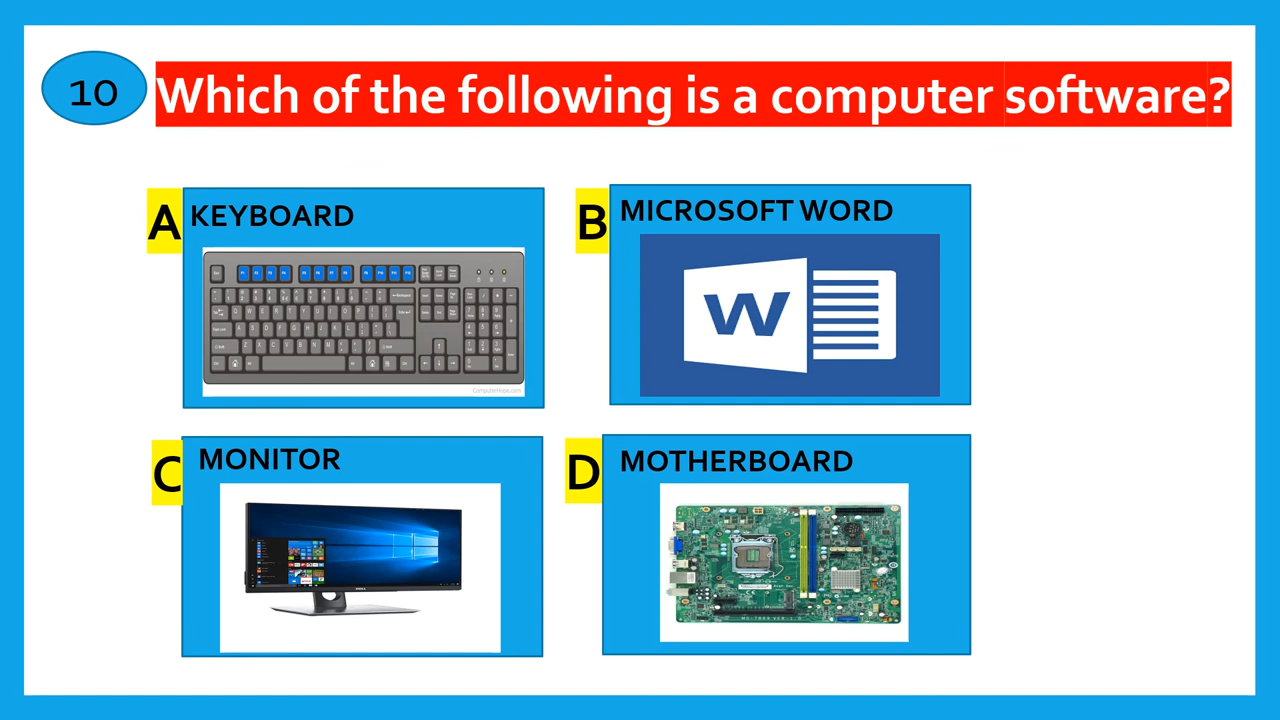 10
Which of the following is a computer software?
A
KEYBOARD
B
MICROSOFT WORD
W
C
MONITOR
D
MOTHERBOARD